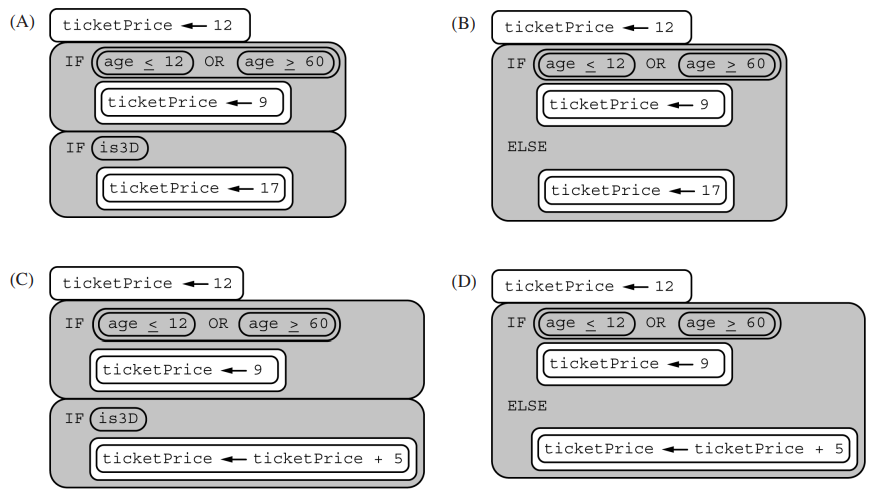 (A)
ticketPrice ← 12
IF age ≤ 12 OR age ≥ 60
ticketPrice ← 9
IF is3D
ticketPrice ← 17
(B)
ticketPrice ← 12
IF age ≤ 12 OR age ≥ 60
ticketPrice ← 9
ELSE
ticketPrice ← 17
(C)
ticketPrice ← 12
IF age ≤ 12 OR age ≥ 60
ticketPrice ← 9
IF is3D
ticketPrice ← ticketPrice + 5
(D)
ticketPrice ← 12
IF age ≤ 12 OR age ≥ 60
ticketPrice ← 9
ELSE
ticketPrice ← ticketPrice + 5